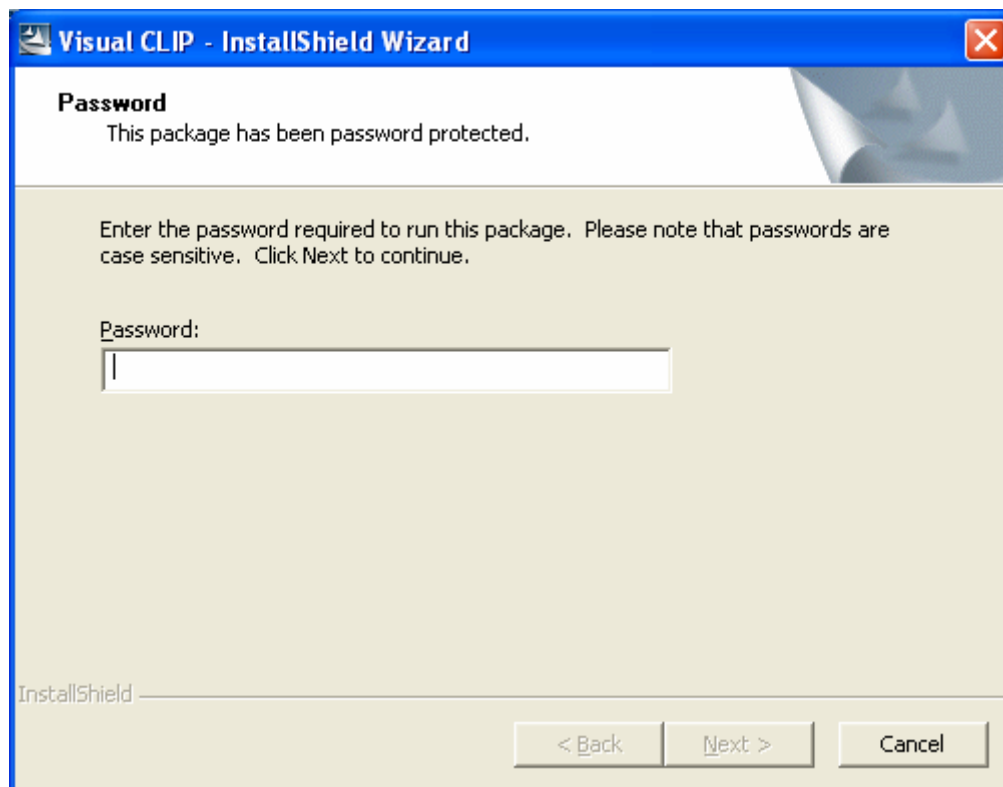 Visual CLIP - InstallShield Wizard
Password
This package has been password protected.
Enter the password required to run this package.  Please note that passwords are
case sensitive.  Click Next to continue.
Password:
InstallShield
< Back
Next >
Cancel